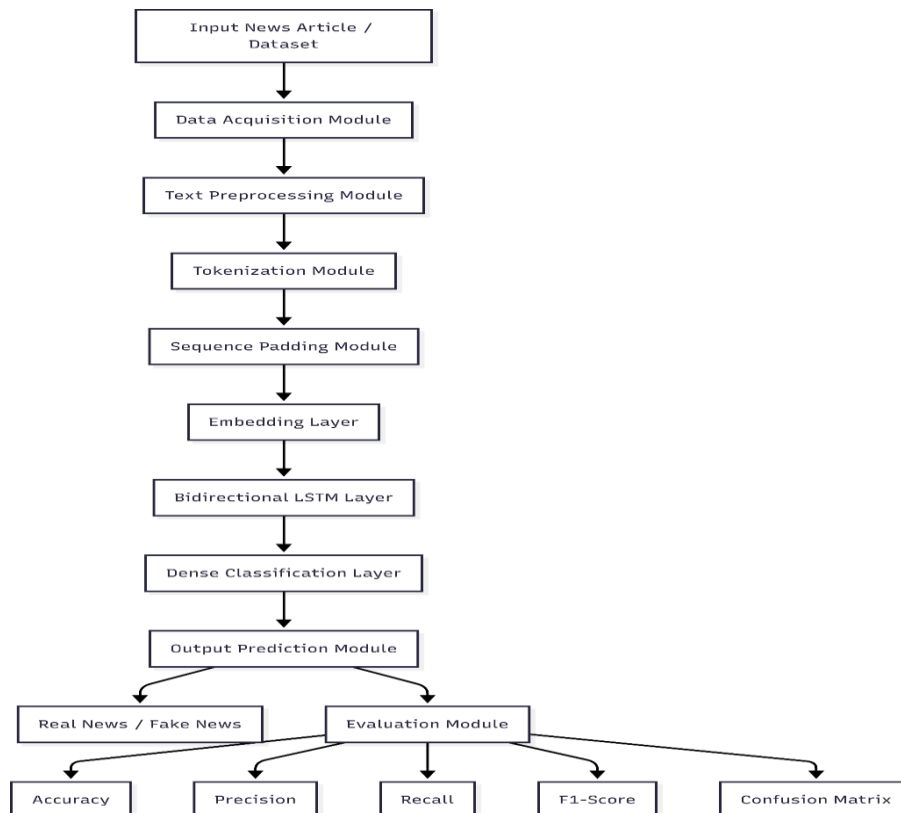 Input News Article /
Dataset
Data Acquisition Module
Text Preprocessing Module
Tokenization Module
Sequence Padding Module
Embedding Layer
Bidirectional LSTM Layer
Dense Classification Layer
Output Prediction Module
Real News / Fake News
Evaluation Module
Accuracy
Precision
Recall
F1-Score
Confusion Matrix